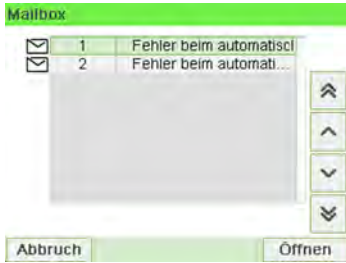 Mailbox
1 Fehler beim automatiscl
2 Fehler beim automati...
Abbruch Öffnen